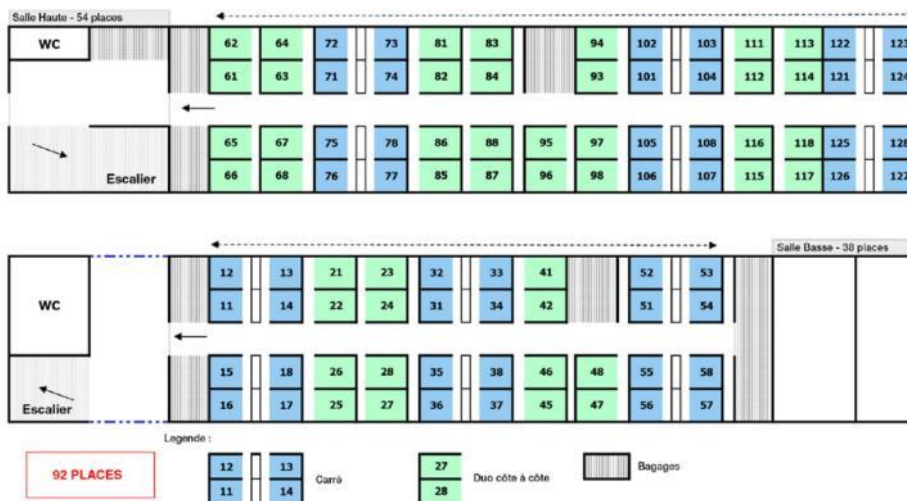 Salle Haute - 54 places
WC 62 64 72 73 81 83 94 102 103 111 113 122 123
61 63 71 74 82 84 93 101 104 112 114 121 124
65 67 75 78 86 88 95 97 105 108 116 118 125 128
Escalier 66 68 76 77 85 87 96 98 106 107 115 117 126 127
Salle Basse - 38 places
WC 12 13 21 23 32 33 41 52 53
11 14 22 24 31 34 42 51 54
15 18 26 28 35 38 46 48 55 58
Escalier 16 17 25 27 36 37 45 47 56 57
Legende :
92 PLACES 12 13 Carré 27 Duo côte à côte Bagages
11 14 28